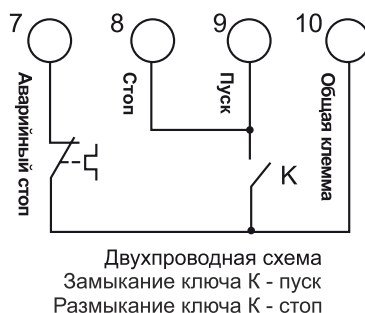 7
8
9
10
Аварийный стоп
Стоп
Пуск
Общая клемма
К
Двухпроводная схема
Замыкание ключа К - пуск
Размыкание ключа К - стоп